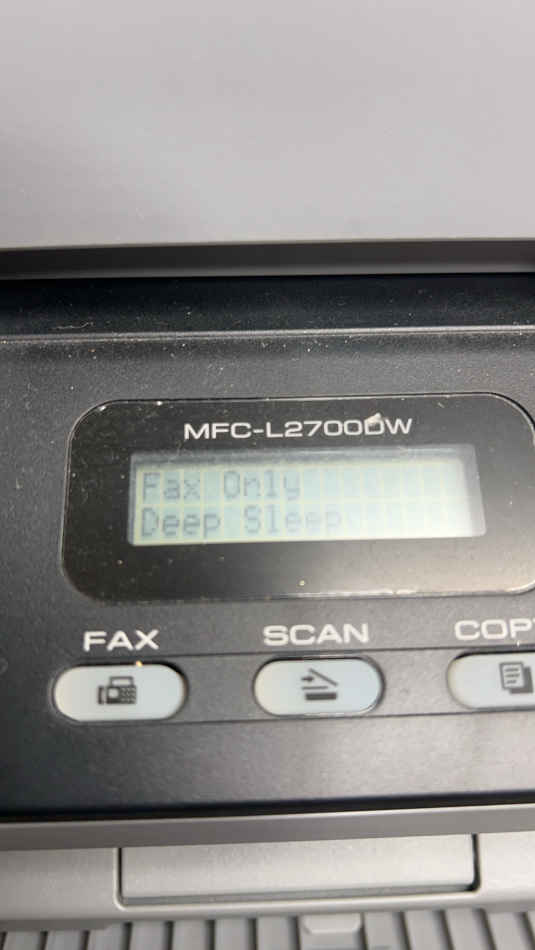 MFC-L2700DW
Fax Only
Deep Sleep
FAX SCAN COPY